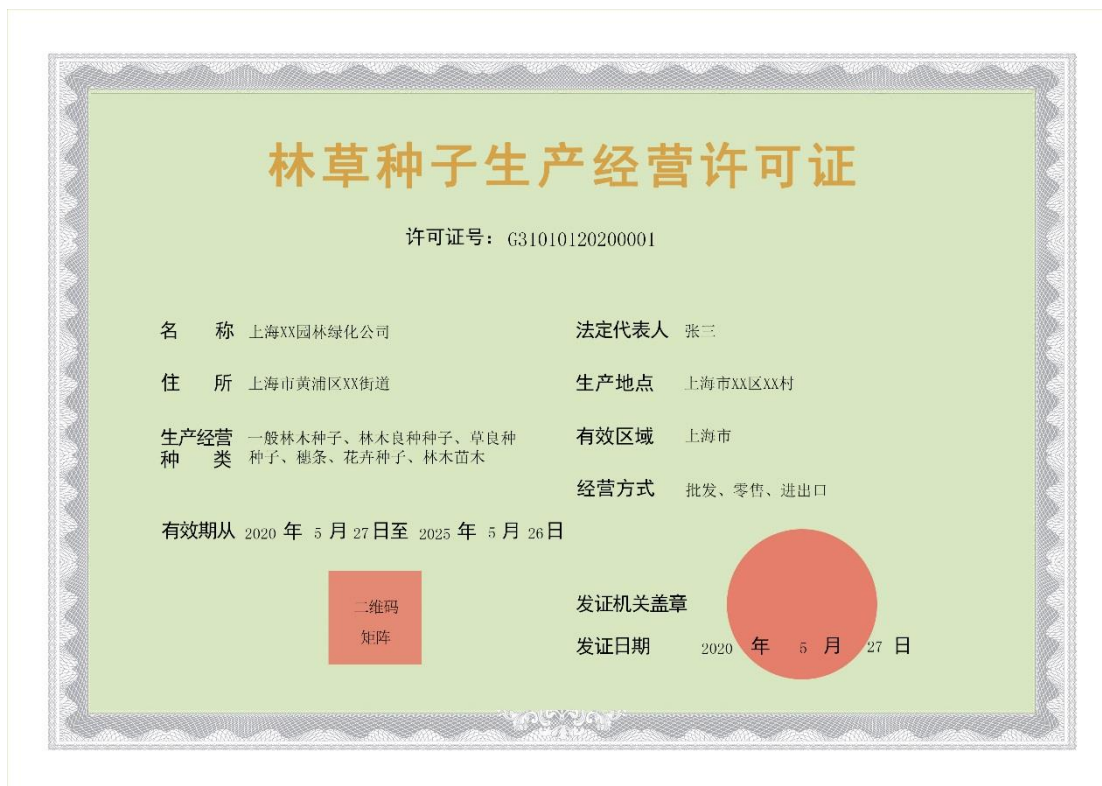 林草种子生产经营许可证
许可证号： G31010120200001
名 称 上海XX园林绿化公司
法定代表人 张三
住 所 上海市黄浦区XX街道
生产地点 上海市XX区XX村
生产经营 一般林木种子、林木良种种子、草良种
种 类 种子、穗条、花卉种子、林木苗木
有效区域 上海市
经营方式 批发、零售、进出口
有效期从 2020 年 5 月 27日至 2025 年 5 月 26日
二维码
矩阵
发证机关盖章
发证日期 2020 年 5 月 27 日